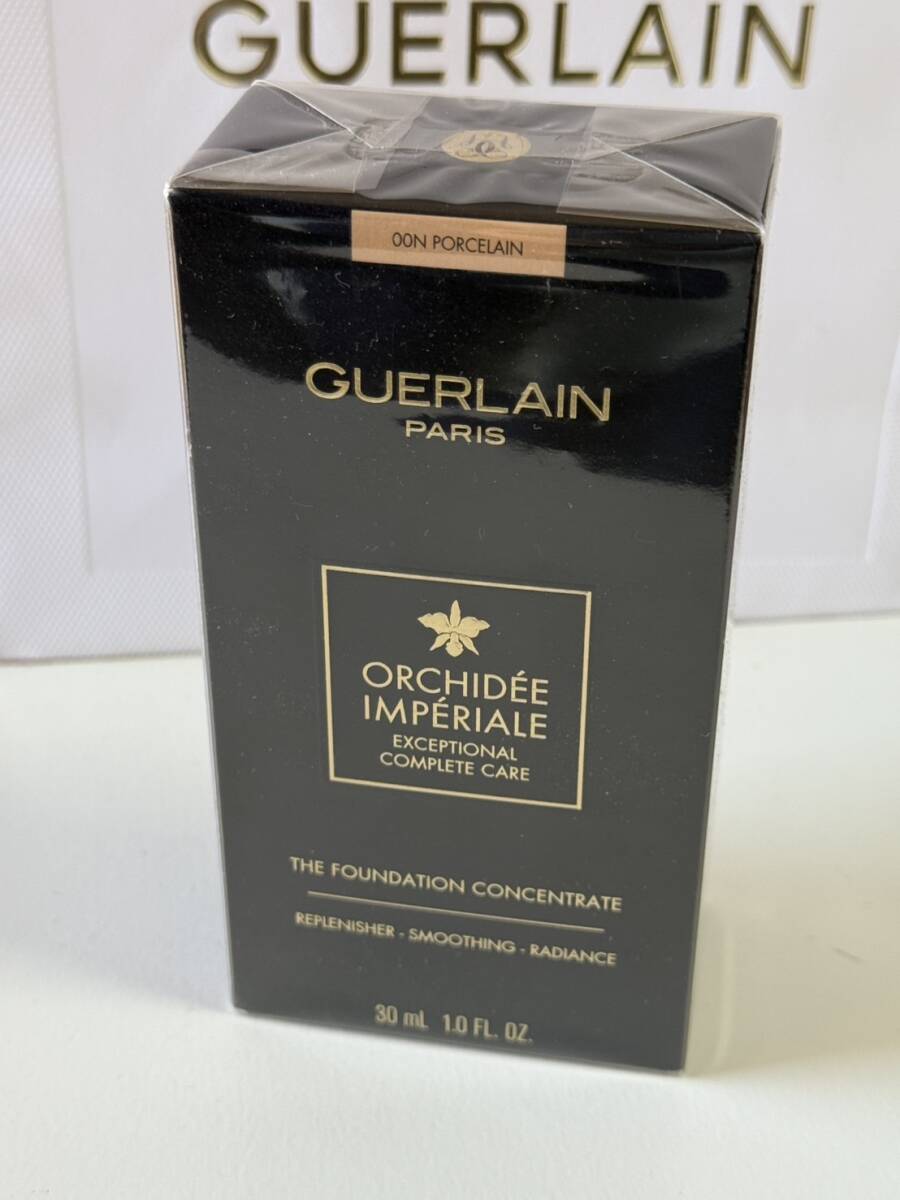 GUERLAIN
00N PORCELAIN
GUERLAIN
PARIS
ORCHIDÉE
IMPÉRIALE
EXCEPTIONAL
COMPLETE CARE
THE FOUNDATION CONCENTRATE
REPLENISHER - SMOOTHING - RADIANCE
30 mL 1.0 FL. OZ.